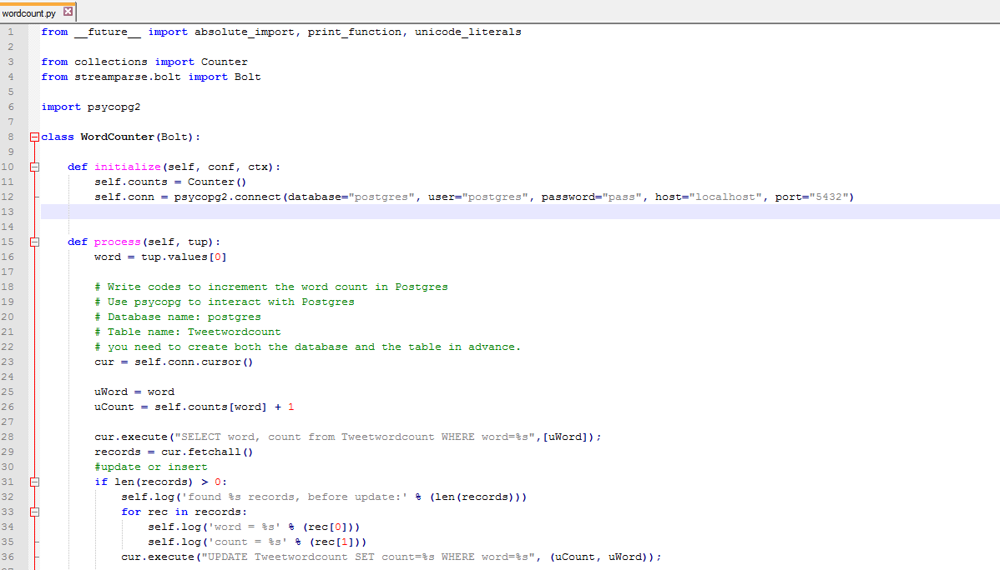 wordcount.py
1 from __future__ import absolute_import, print_function, unicode_literals
2
3 from collections import Counter
4 from streamparse.bolt import Bolt
5
6 import psycopg2
7
8 class WordCounter(Bolt):
9
10 def initialize(self, conf, ctx):
11 self.counts = Counter()
12 self.conn = psycopg2.connect(database="postgres", user="postgres", password="pass", host="localhost", port="5432")
13
14
15 def process(self, tup):
16 word = tup.values[0]
17
18 # Write codes to increment the word count in Postgres
19 # Use psycopg to interact with Postgres
20 # Database name: postgres
21 # Table name: Tweetwordcount
22 # you need to create both the database and the table in advance.
23 cur = self.conn.cursor()
24
25 uWord = word
26 uCount = self.counts[word] + 1
27
28 cur.execute("SELECT word, count from Tweetwordcount WHERE word=%s",[uWord]);
29 records = cur.fetchall()
30 #update or insert
31 if len(records) > 0:
32 self.log('found %s records, before update:' % (len(records)))
33 for rec in records:
34 self.log('word = %s' % (rec[0]))
35 self.log('count = %s' % (rec[1]))
36 cur.execute("UPDATE Tweetwordcount SET count=%s WHERE word=%s", (uCount, uWord));